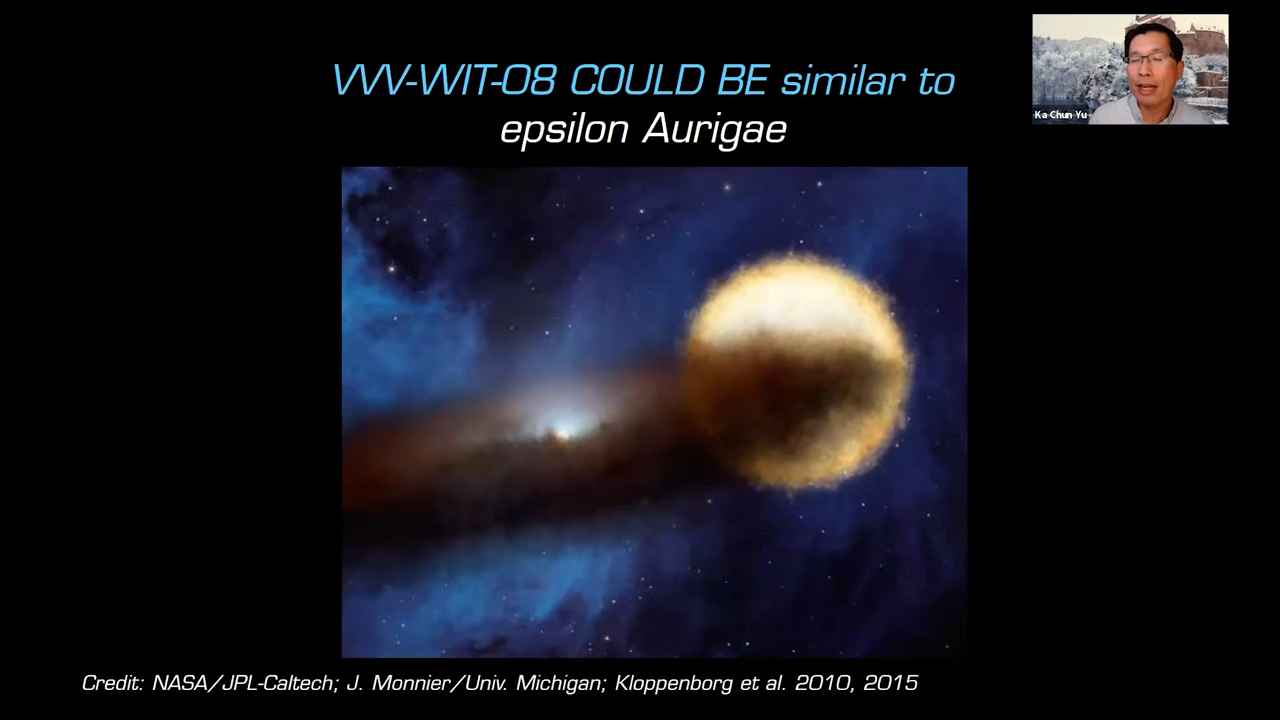 VVV-WIT-08 COULD BE similar to
epsilon Aurigae
Ka Chun Yu
Credit: NASA/JPL-Caltech; J. Monnier/Univ. Michigan; Kloppenborg et al. 2010, 2015